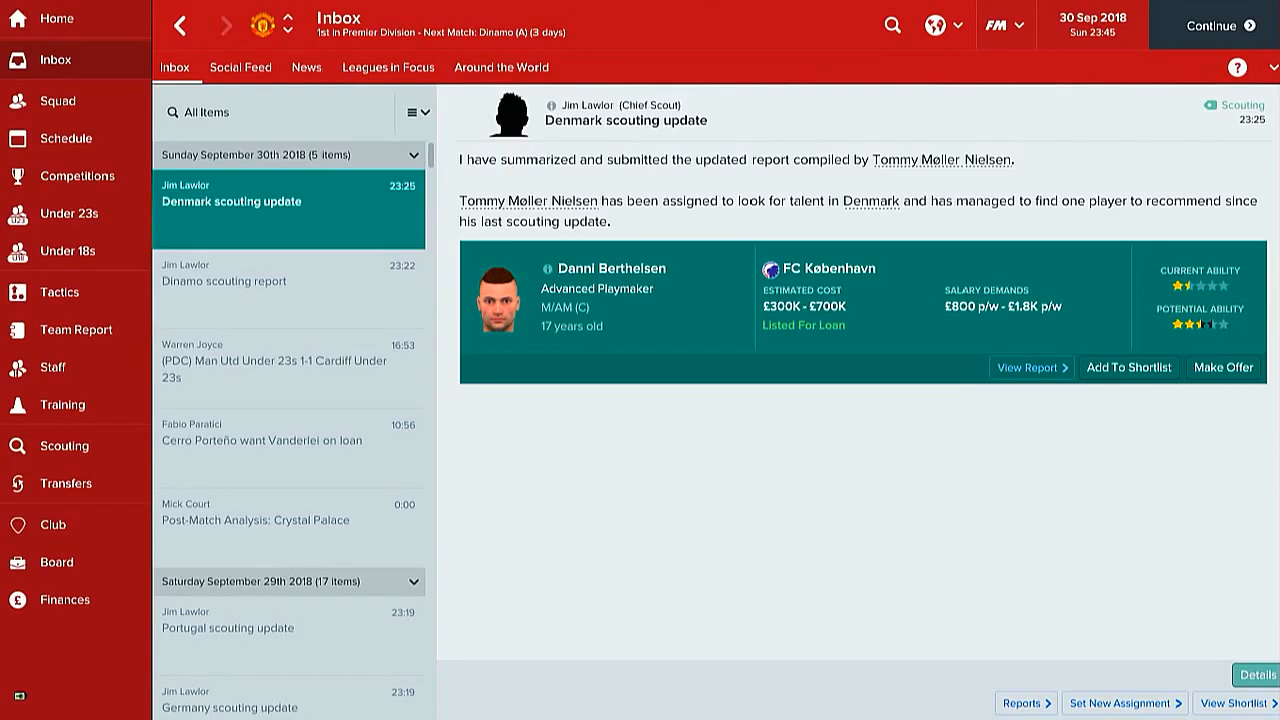 Home
Inbox
Squad
Schedule
Competitions
Under 23s
Under 18s
Tactics
Team Report
Staff
Training
Scouting
Transfers
Club
Board
Finances
Inbox
1st in Premier Division - Next Match: Dinamo (A) (3 days)
FM
30 Sep 2018
Sun 23:45
Continue
Inbox
Social Feed
News
Leagues in Focus
Around the World
?
All Items
Sunday September 30th 2018 (5 items)
Jim Lawlor 23:25
Denmark scouting update
Jim Lawlor 23:22
Dinamo scouting report
Warren Joyce 16:53
(PDC) Man Utd Under 23s 1-1 Cardiff Under
23s
Fabio Paratici 10:56
Cerro Porteño want Vanderlei on loan
Mick Court 0:00
Post-Match Analysis: Crystal Palace
Saturday September 29th 2018 (17 items)
Jim Lawlor 23:19
Portugal scouting update
Jim Lawlor 23:19
Germany scouting update
Jim Lawlor (Chief Scout)
Denmark scouting update
Scouting
23:25
I have summarized and submitted the updated report compiled by Tommy Møller Nielsen.
Tommy Møller Nielsen has been assigned to look for talent in Denmark and has managed to find one player to recommend since
his last scouting update.
Danni Berthelsen
Advanced Playmaker
M/AM (C)
17 years old
FC København
ESTIMATED COST
£300K - £700K
Listed For Loan
SALARY DEMANDS
£800 p/w - £1.8K p/w
CURRENT ABILITY
POTENTIAL ABILITY
View Report
Add To Shortlist
Make Offer
Details
Reports
Set New Assignment
View Shortlist